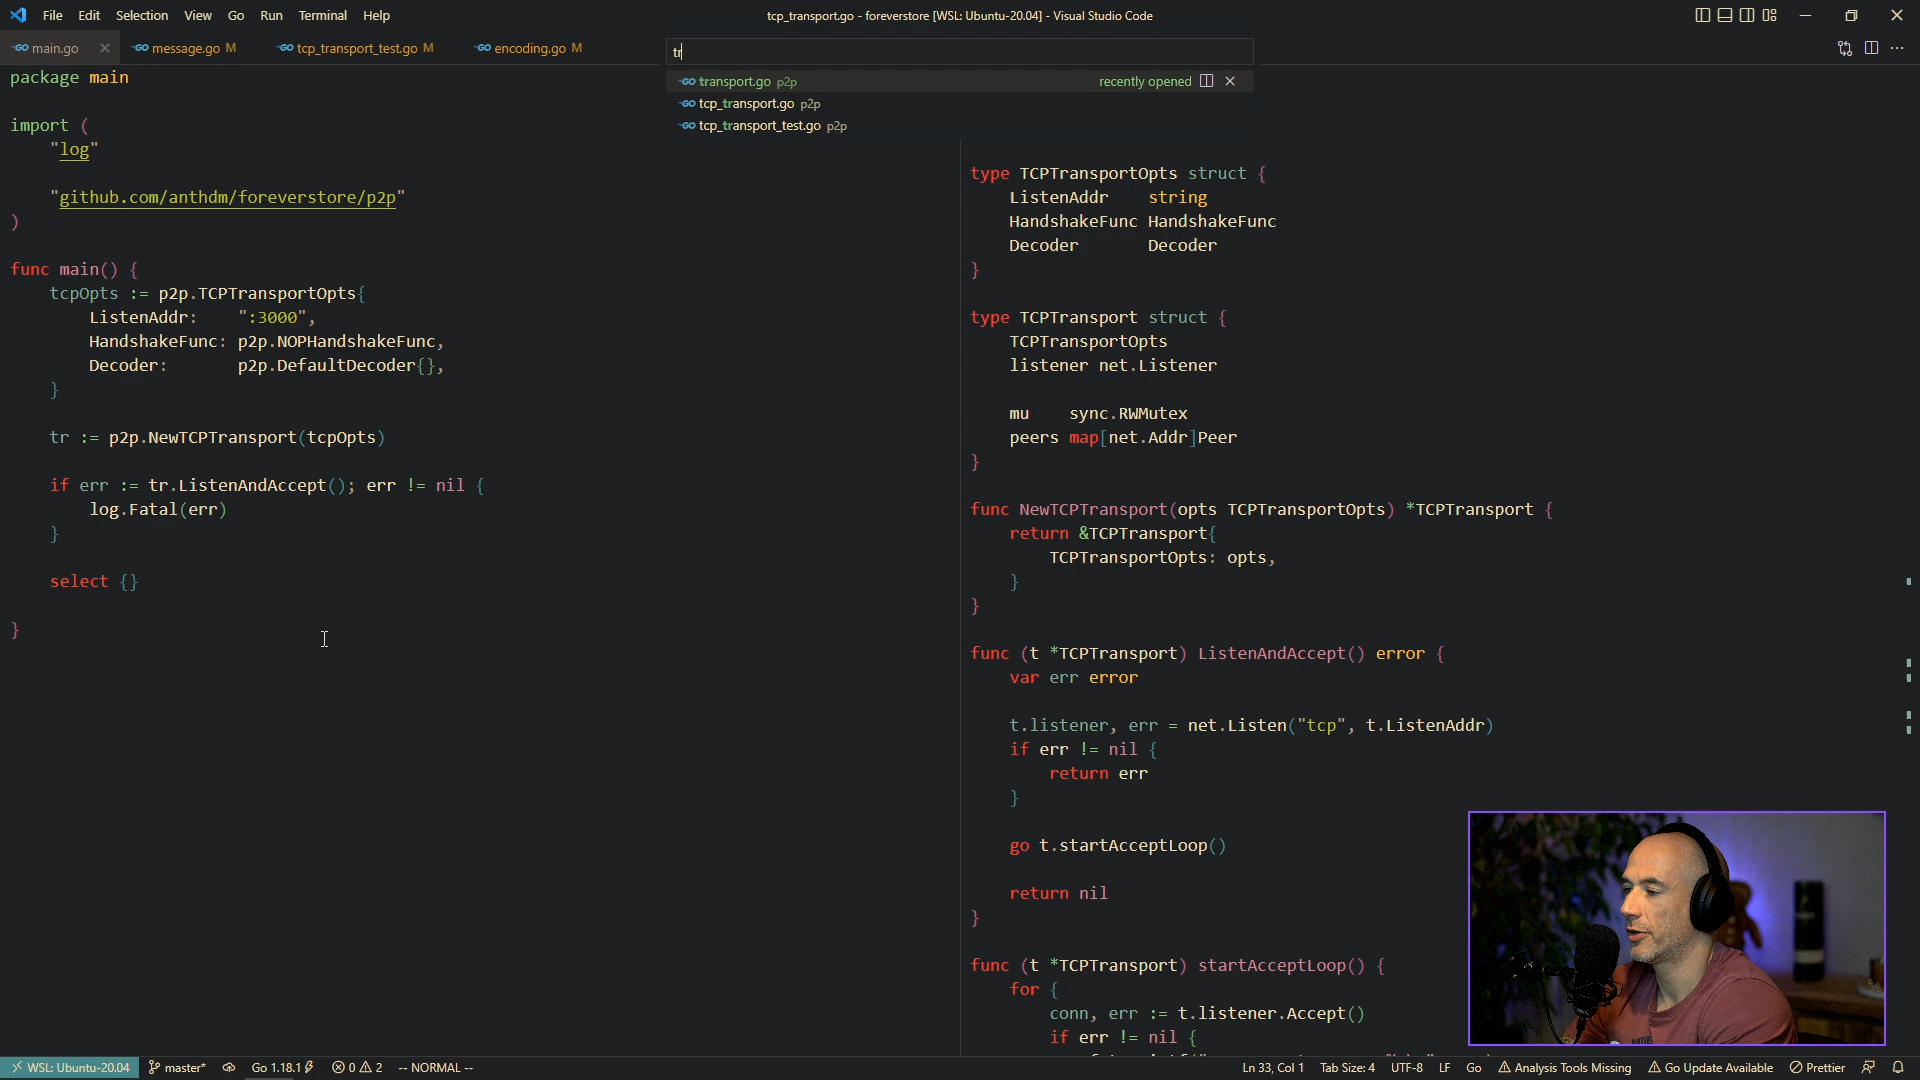 File Edit Selection View Go Run Terminal Help
tcp_transport.go - foreverstore [WSL: Ubuntu-20.04] - Visual Studio Code
main.go
message.go M
tcp_transport_test.go M
encoding.go M
tr
transport.go p2p recently opened
tcp_transport.go p2p
tcp_transport_test.go p2p
package main
import (
"log"
"github.com/anthdm/foreverstore/p2p"
)
func main() {
tcpOpts := p2p.TCPTransportOpts{
ListenAddr: ":3000",
HandshakeFunc: p2p.NOPHandshakeFunc,
Decoder: p2p.DefaultDecoder{},
}
tr := p2p.NewTCPTransport(tcpOpts)
if err := tr.ListenAndAccept(); err != nil {
log.Fatal(err)
}
select {}
}
type TCPTransportOpts struct {
ListenAddr string
HandshakeFunc HandshakeFunc
Decoder Decoder
}
type TCPTransport struct {
TCPTransportOpts
listener net.Listener
mu sync.RWMutex
peers map[net.Addr]Peer
}
func NewTCPTransport(opts TCPTransportOpts) *TCPTransport {
return &TCPTransport{
TCPTransportOpts: opts,
}
}
func (t *TCPTransport) ListenAndAccept() error {
var err error
t.listener, err = net.Listen("tcp", t.ListenAddr)
if err != nil {
return err
}
go t.startAcceptLoop()
return nil
}
func (t *TCPTransport) startAcceptLoop() {
for {
conn, err := t.listener.Accept()
if err != nil {
WSL: Ubuntu-20.04 master* Go 1.18.1 0 2 -- NORMAL --
Ln 33, Col 1 Tab Size: 4 UTF-8 LF Go Analysis Tools Missing Go Update Available Prettier